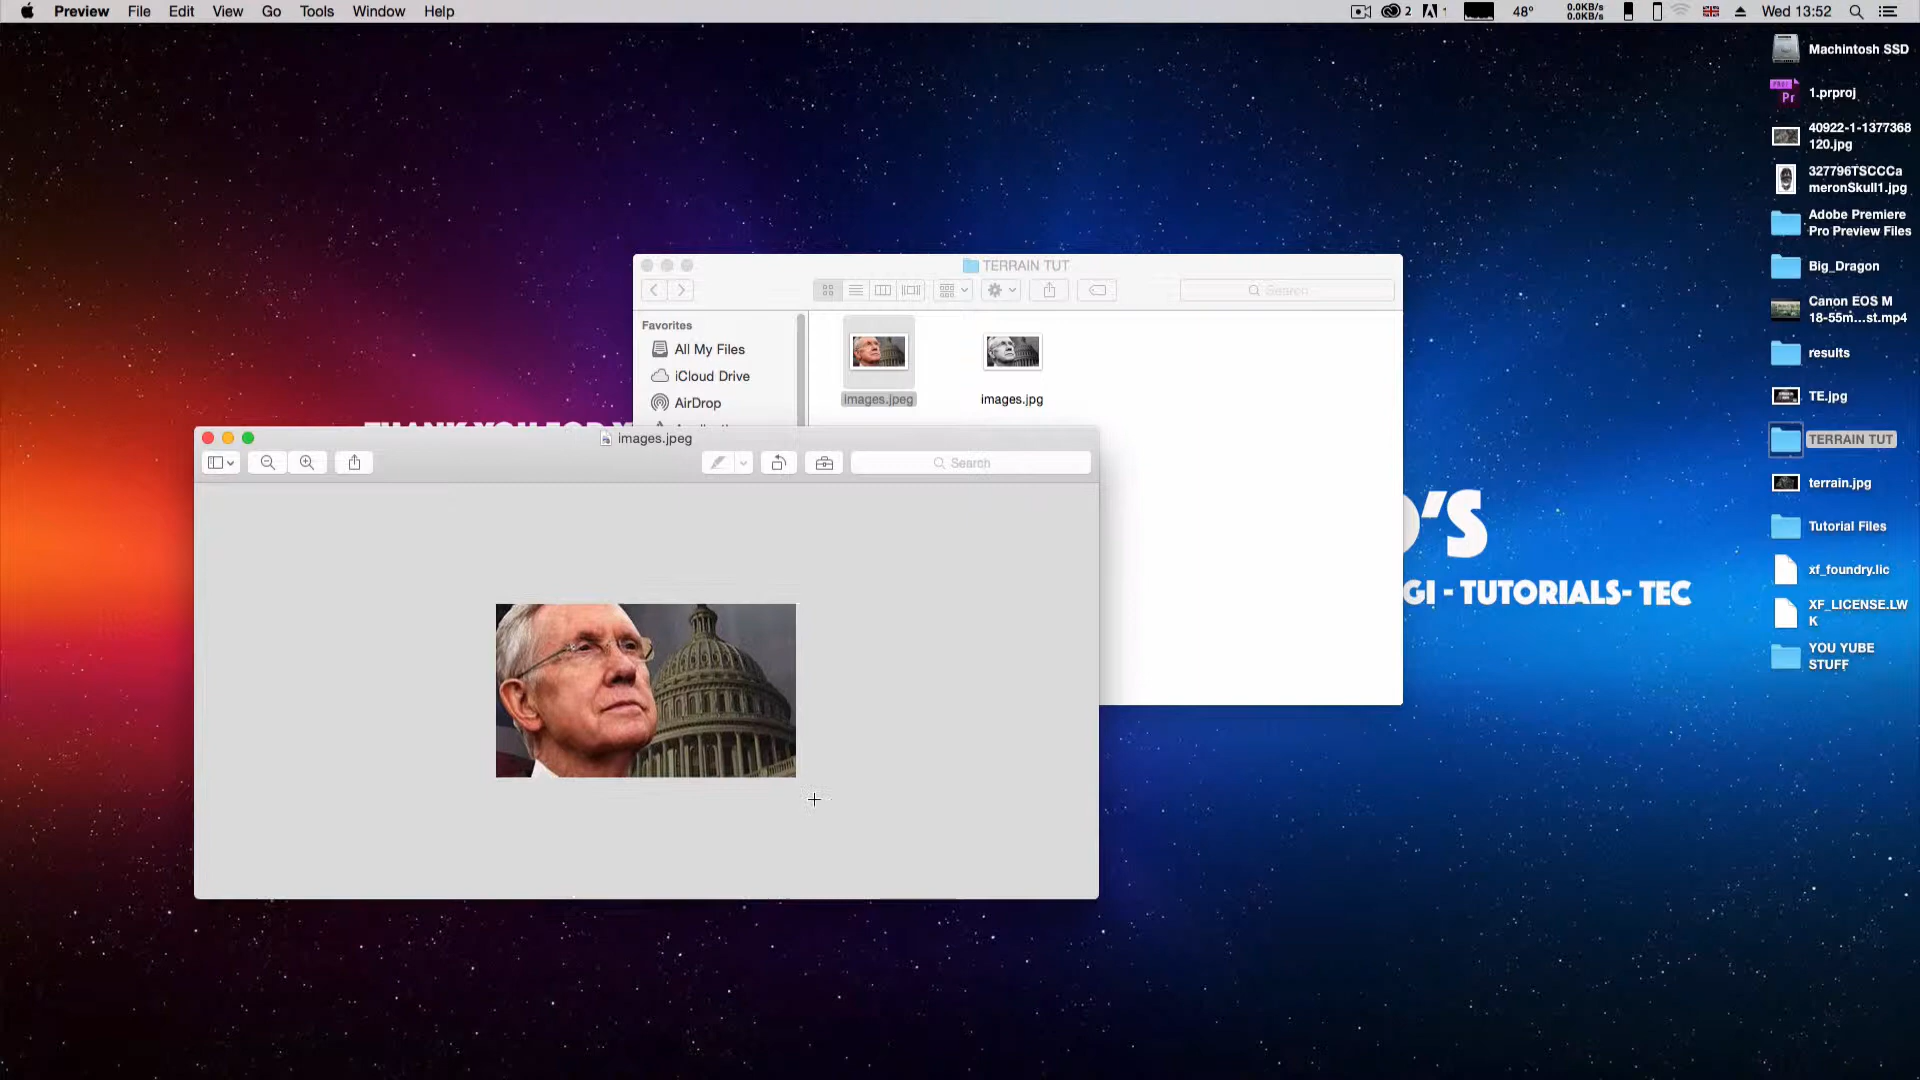 Preview File Edit View Go Tools Window Help
2 1 48° 0.0KB/s 0.0KB/s Wed 13:52
Machintosh SSD
1.prproj
40922-1-1377368
120.jpg
327796TSCCCa
meronSkull1.jpg
Adobe Premiere
Pro Preview Files
Big_Dragon
Canon EOS M
18-55m...st.mp4
results
TE.jpg
TERRAIN TUT
terrain.jpg
Tutorial Files
xf_foundry.lic
XF_LICENSE.LW
K
YOU YUBE
STUFF
TERRAIN TUT
Search
Favorites
All My Files
iCloud Drive
AirDrop
images.jpeg
images.jpg
THANK YOU FOR
images.jpeg
Search
'S
GI - TUTORIALS- TEC